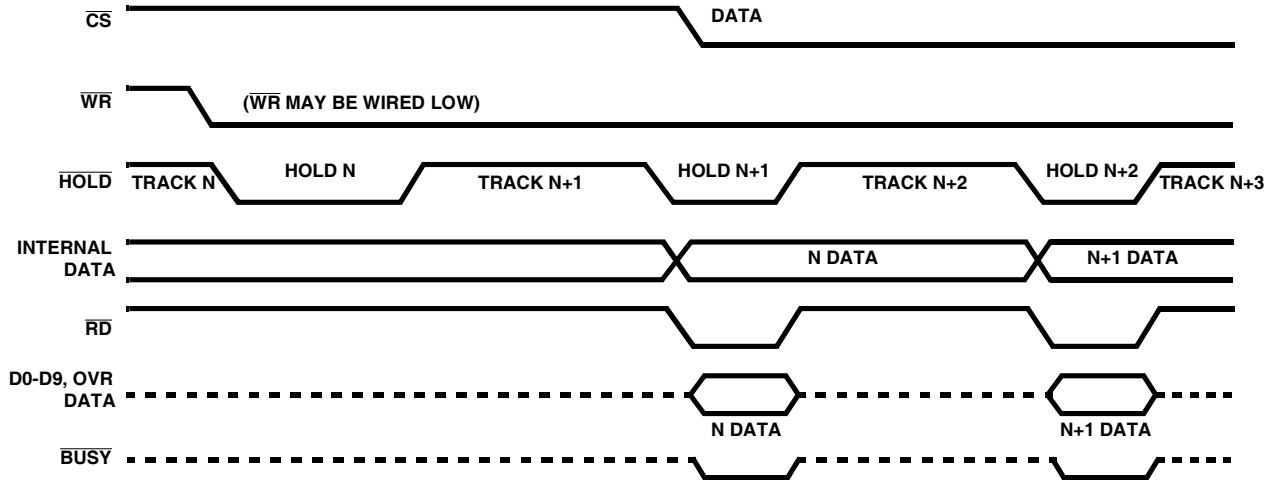 CS
DATA
WR
(WR MAY BE WIRED LOW)
HOLD
TRACK N
HOLD N
TRACK N+1
HOLD N+1
TRACK N+2
HOLD N+2
TRACK N+3
INTERNAL
DATA
N DATA
N+1 DATA
RD
D0-D9, OVR
DATA
N DATA
N+1 DATA
BUSY